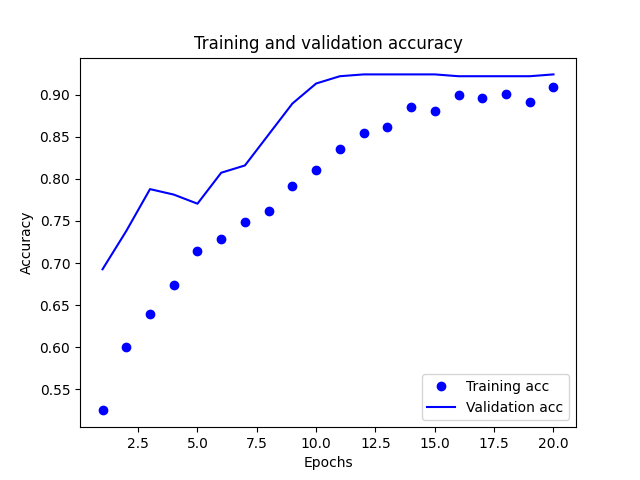 Training and validation accuracy
Accuracy
0.90
0.85
0.80
0.75
0.70
0.65
0.60
0.55
Training acc
Validation acc
2.5 5.0 7.5 10.0 12.5 15.0 17.5 20.0
Epochs